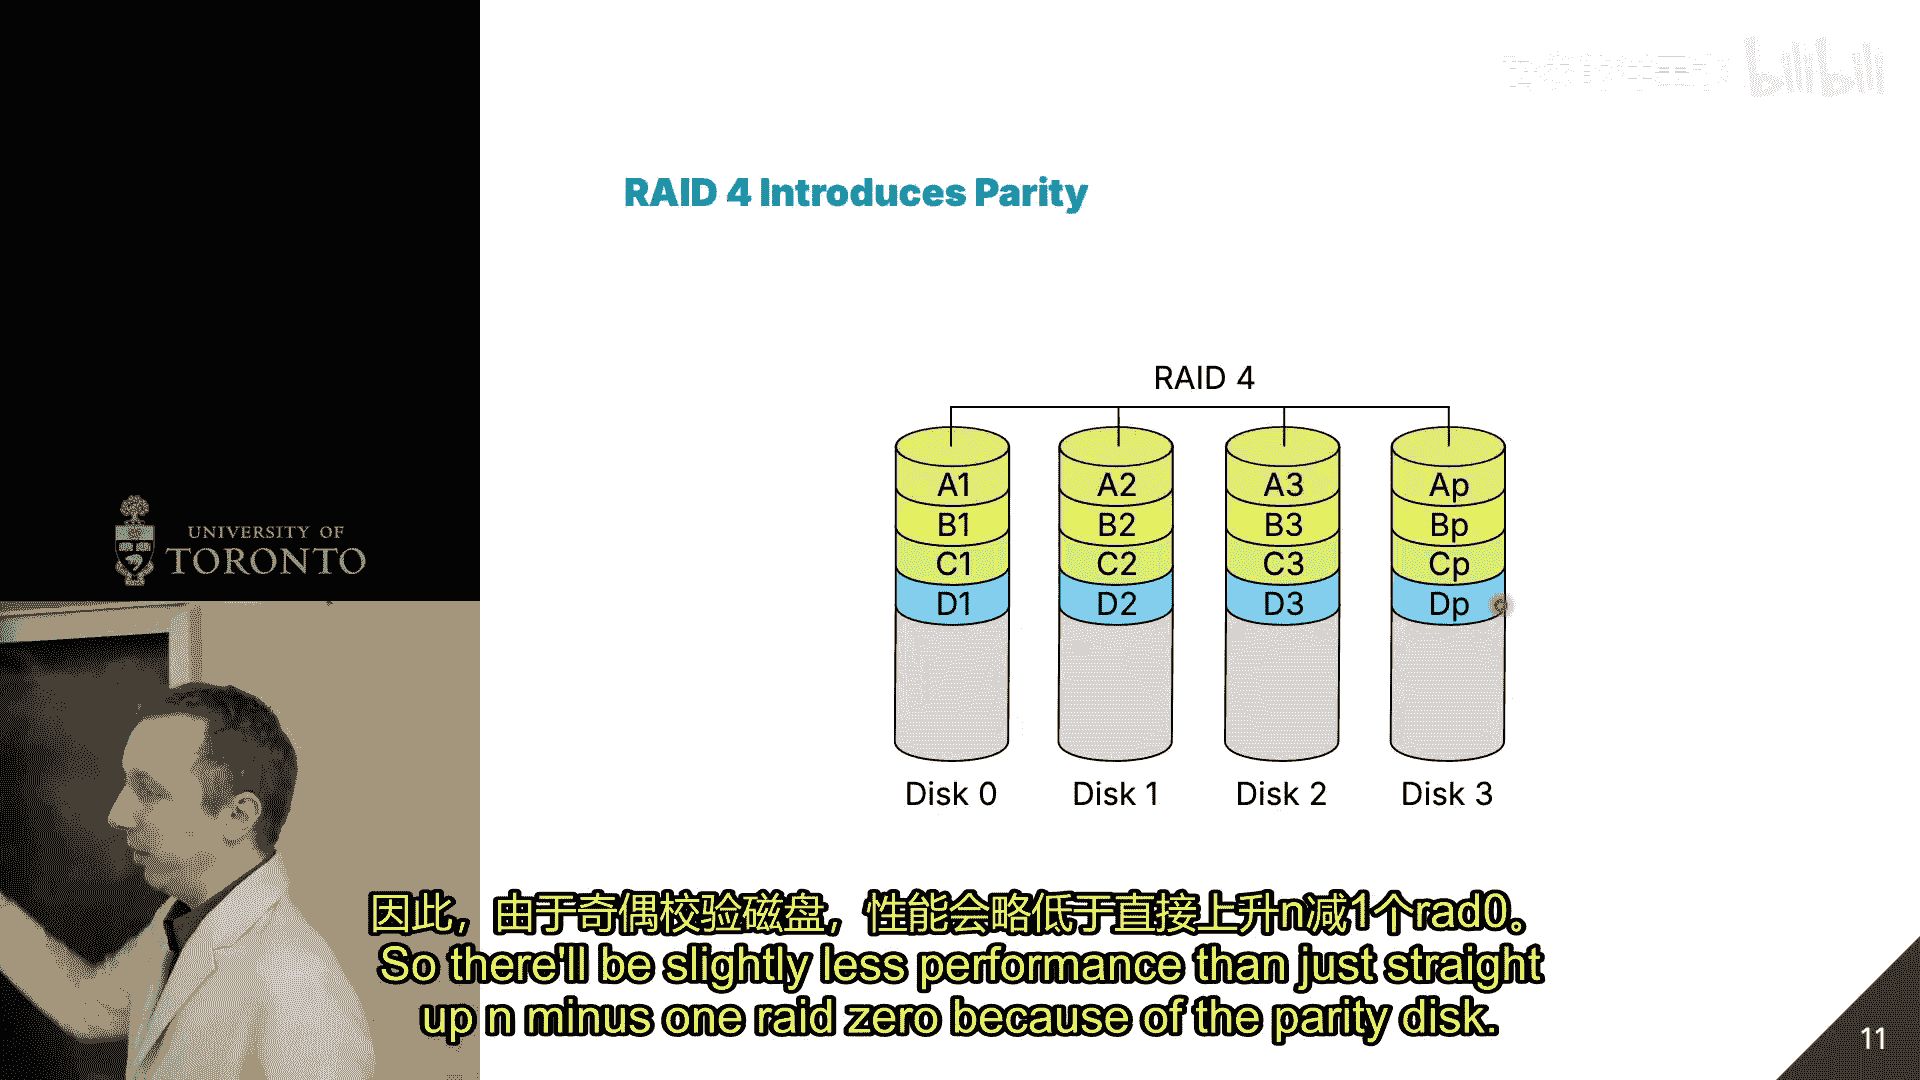 bilibili
RAID 4 Introduces Parity
RAID 4
A1 A2 A3 Ap
B1 B2 B3 Bp
C1 C2 C3 Cp
D1 D2 D3 Dp
Disk 0 Disk 1 Disk 2 Disk 3
UNIVERSITY OF
TORONTO
因此，由于奇偶校验磁盘，性能会略低于直接上升n减1个rad0。
So there'll be slightly less performance than just straight
up n minus one raid zero because of the parity disk.
11